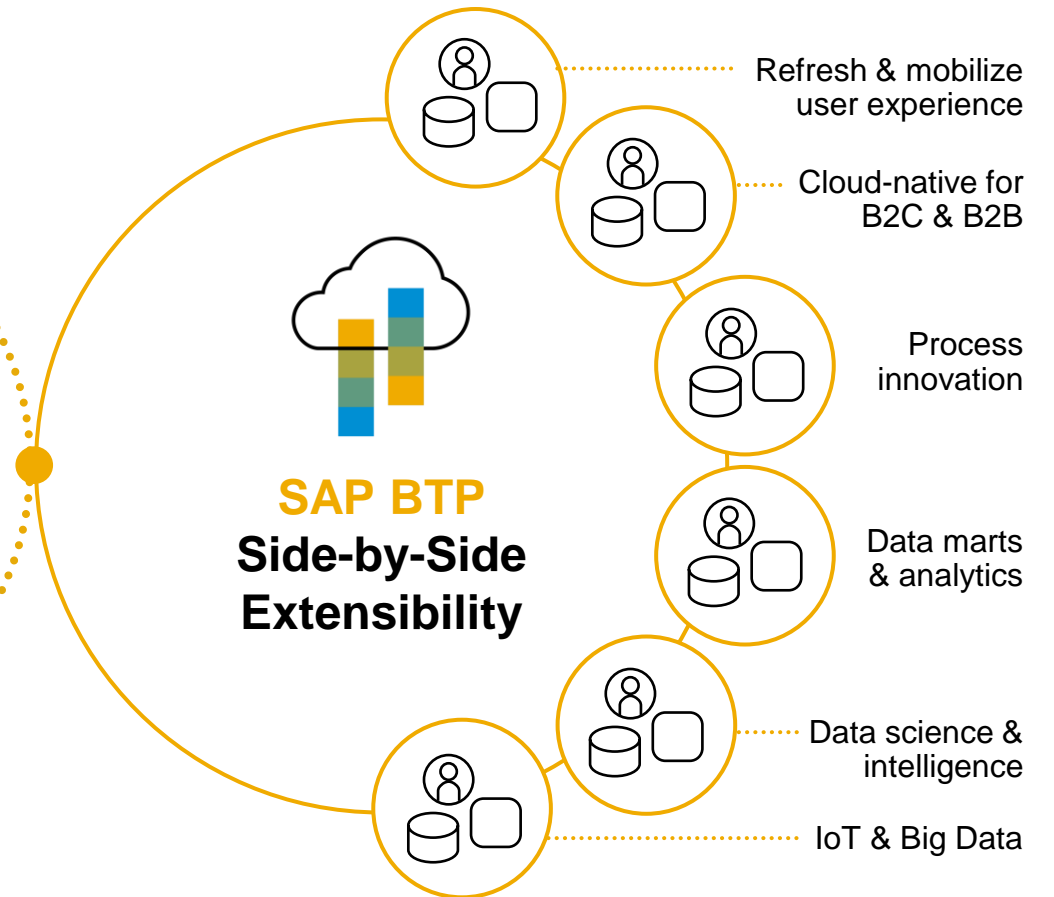 Refresh & mobilize
user experience
Cloud-native for
B2C & B2B
Process
innovation
SAP BTP
Side-by-Side
Extensibility
Data marts
& analytics
Data science &
intelligence
IoT & Big Data